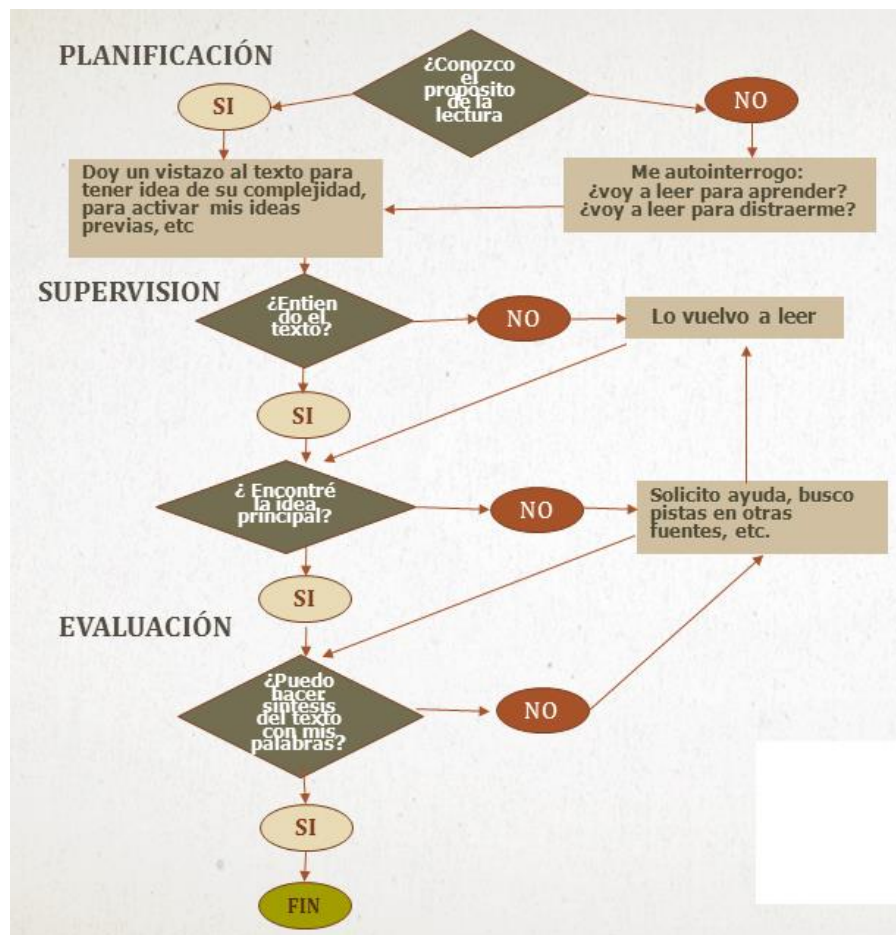 PLANIFICACIÓN
¿Conozco
el
propósito
de la
lectura
SI
NO
Doy un vistazo al texto para
tener idea de su complejidad,
para activar mis ideas
previas, etc
Me autointerrogo:
¿voy a leer para aprender?
¿voy a leer para distraerme?
SUPERVISION
¿Entien
do el
texto?
NO
Lo vuelvo a leer
SI
¿ Encontré
la idea
principal?
NO
Solicito ayuda, busco
pistas en otras
fuentes, etc.
SI
EVALUACIÓN
¿Puedo
hacer
síntesis
del texto
con mis
palabras?
NO
SI
FIN